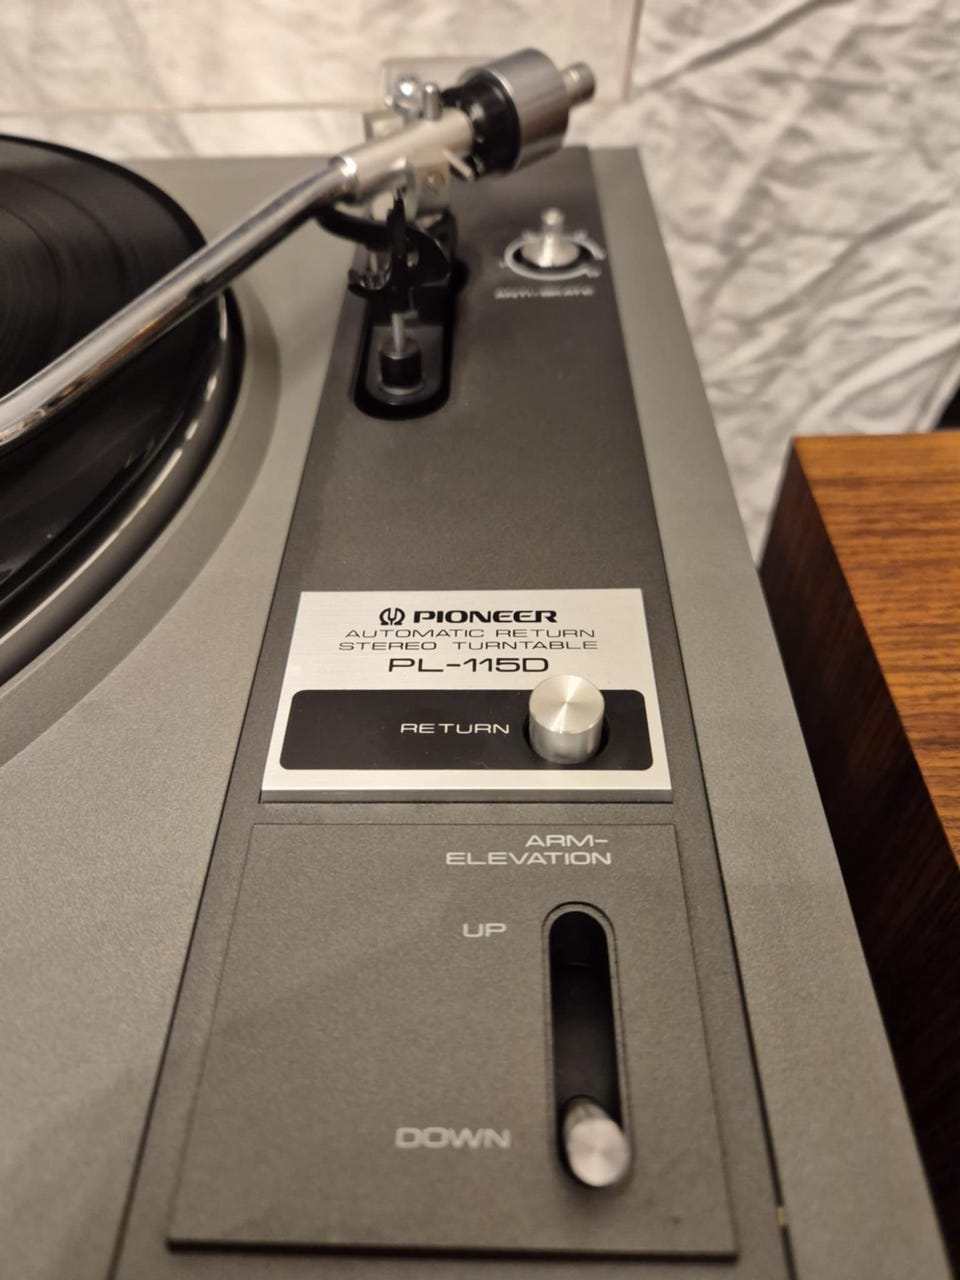 PIONEER
AUTOMATIC RETURN
STEREO TURNTABLE
PL-115D
RETURN
ARM-
ELEVATION
UP
DOWN